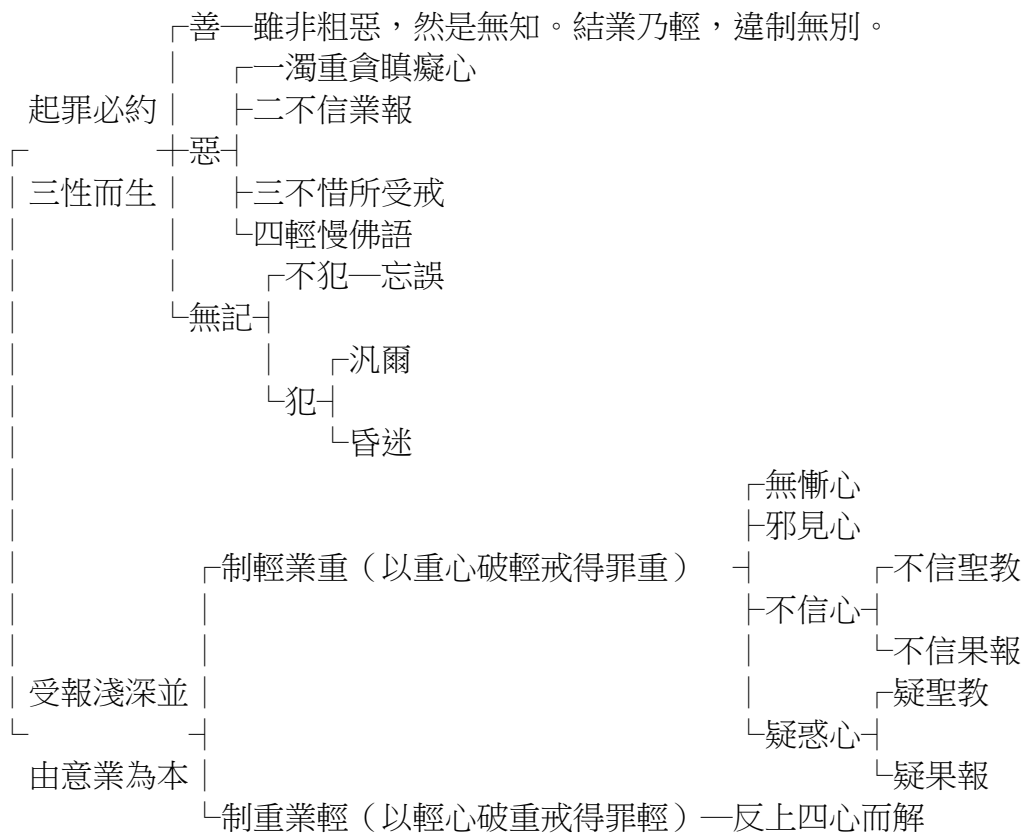 善—雖非粗惡，然是無知。結業乃輕，違制無別。
一濁重貪瞋癡心
起罪必約 二不信業報
惡
三性而生 三不惜所受戒
四輕慢佛語
不犯—忘誤
無記
汎爾
犯
昏迷
無慚心
邪見心
制輕業重（以重心破輕戒得罪重） 不信聖教
不信心
不信果報
受報淺深並 疑聖教
疑惑心
由意業為本 疑果報
制重業輕（以輕心破重戒得罪輕）—反上四心而解